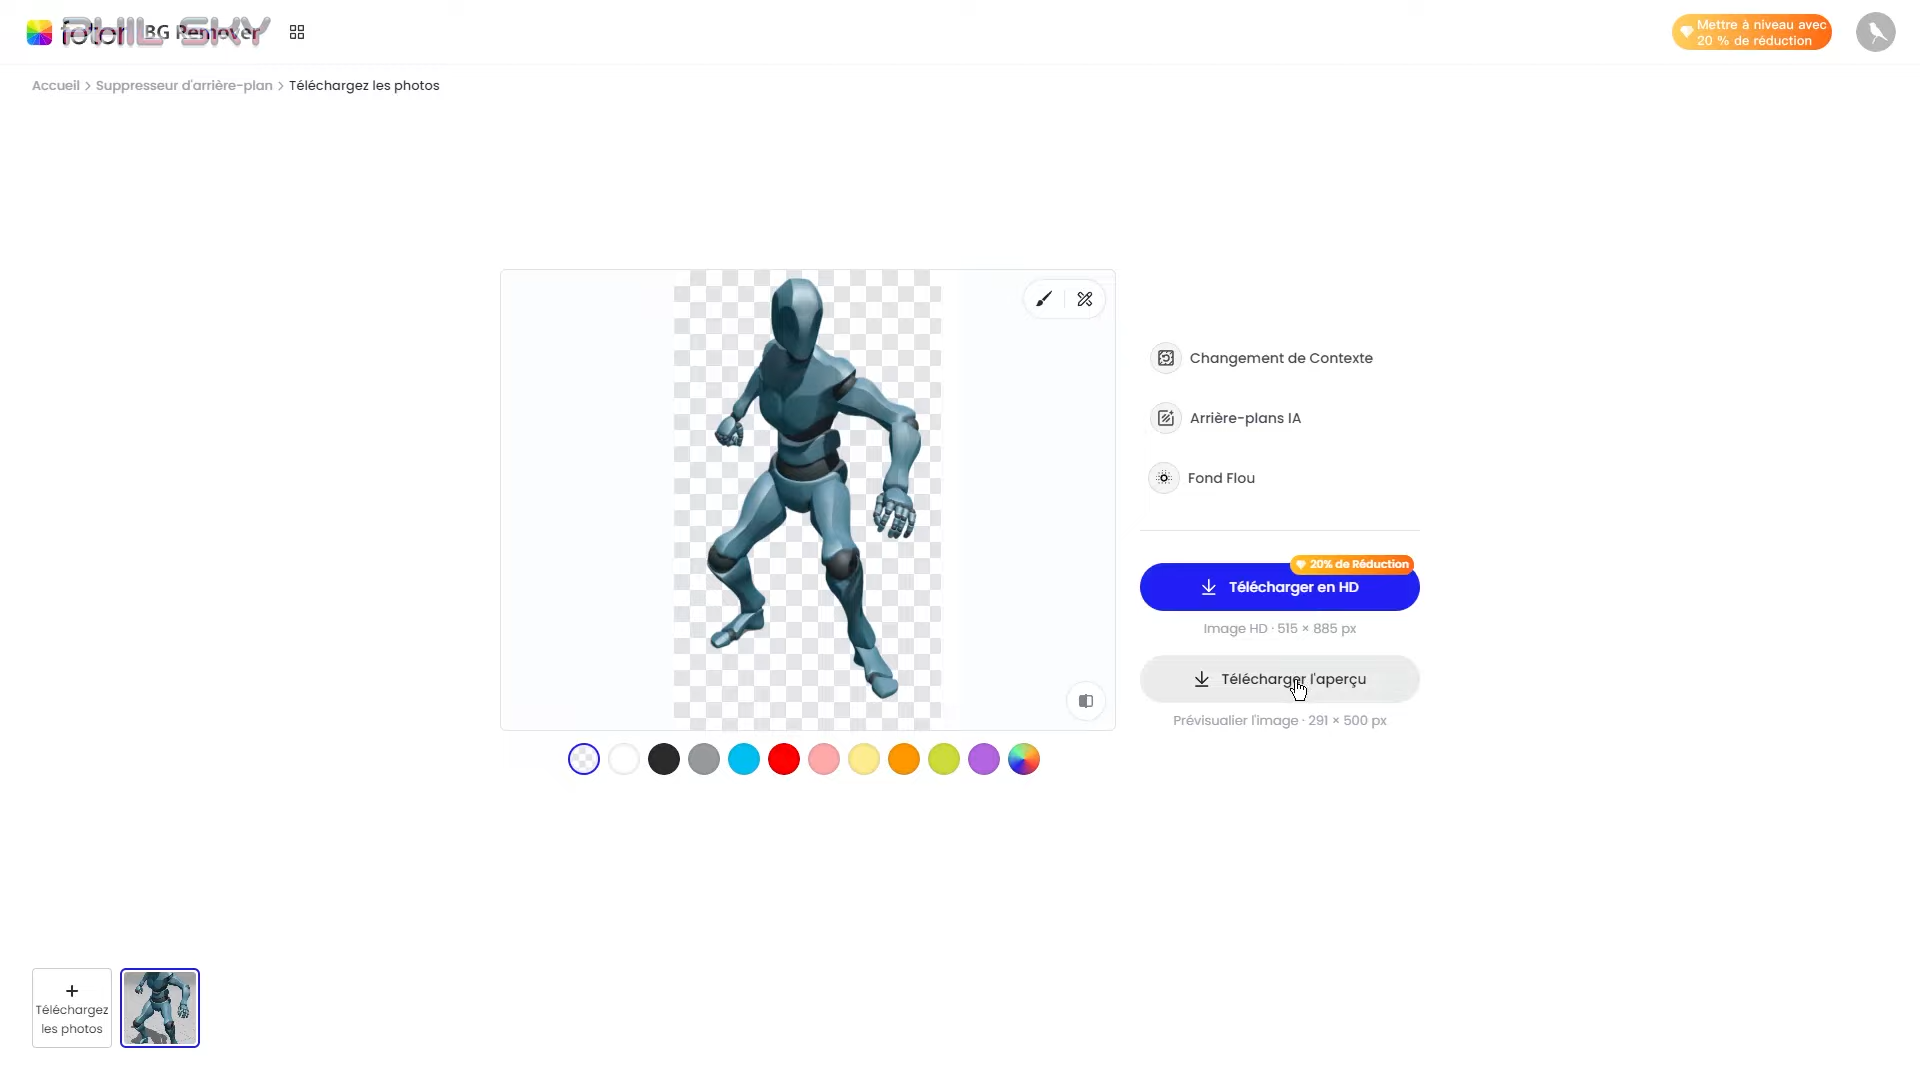 fotor BG Remover
PHIL SKY
Mettre à niveau avec
20 % de réduction
Accueil > Suppresseur d'arrière-plan > Téléchargez les photos
Changement de Contexte
Arrière-plans IA
Fond Flou
20% de Réduction
Télécharger en HD
Image HD · 515 × 885 px
Télécharger l'aperçu
Prévisualier l'image · 291 × 500 px
+
Téléchargez
les photos